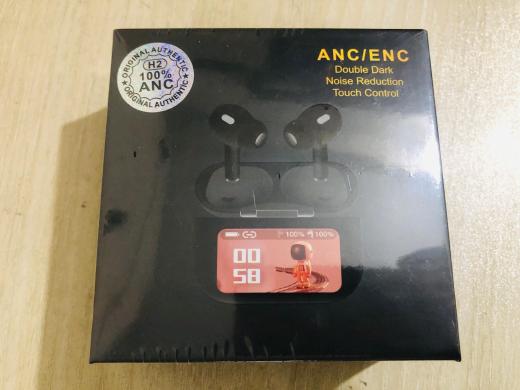 ORIGINAL AUTHENTIC
H2
100%
ANC
ORIGINAL AUTHENTIC
ANC/ENC
Double Dark
Noise Reduction
Touch Control
100% 100%
00
58